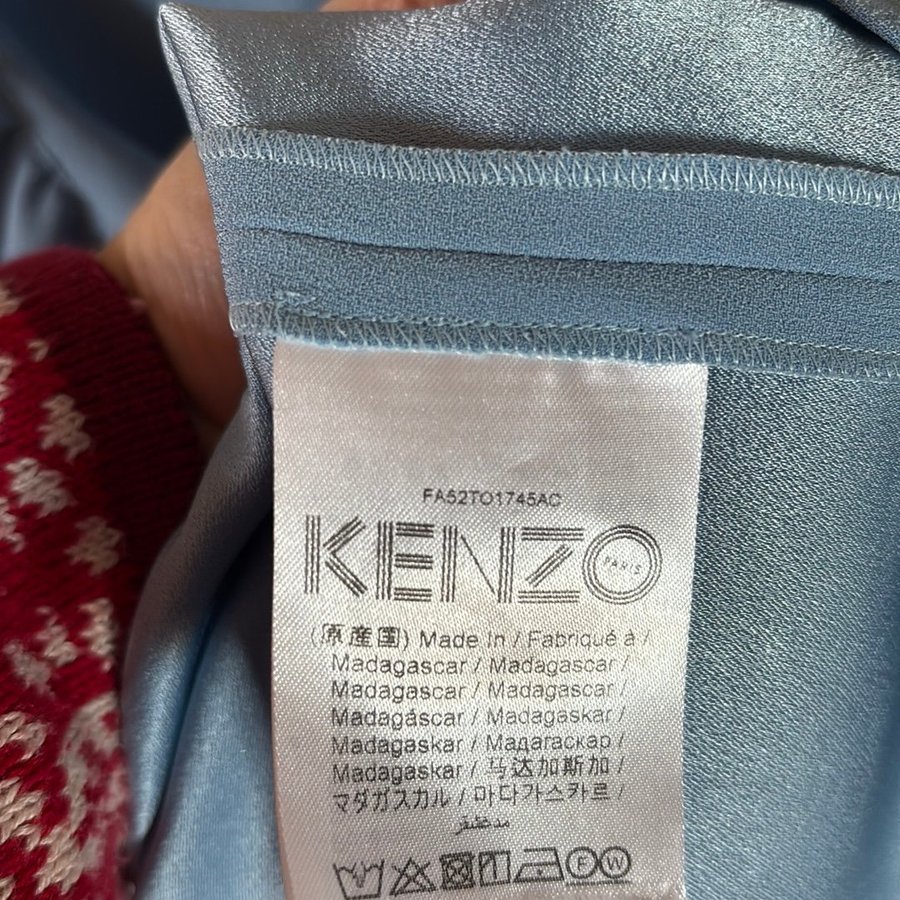 FA52TO1745AC
KENZO
PARIS
(原産国) Made In / Fabriqué à /
Madagascar / Madagascar /
Madagascar / Madagascar /
Madagáscar / Madagaskar /
Madagaskar / Мадагаскар /
Madagaskar / 马达加斯加 /
マダガスカル / 마다가스카르 /
مدغشقر
F W